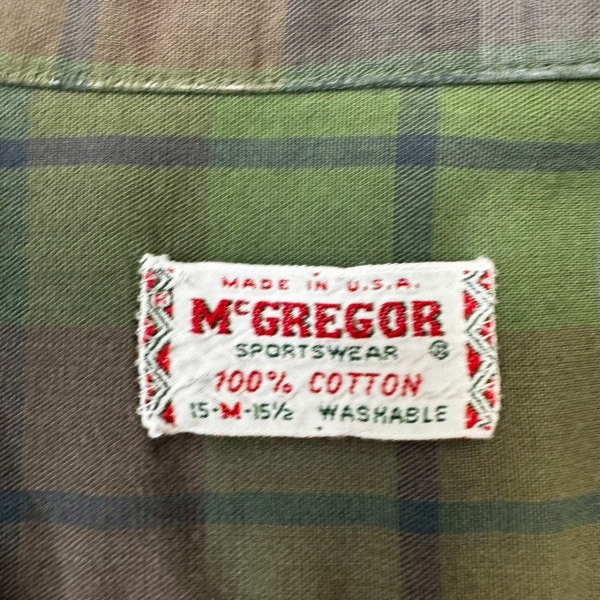 MADE IN U.S.A.
McGREGOR
SPORTSWEAR ®
100% COTTON
15-M-15½ WASHABLE